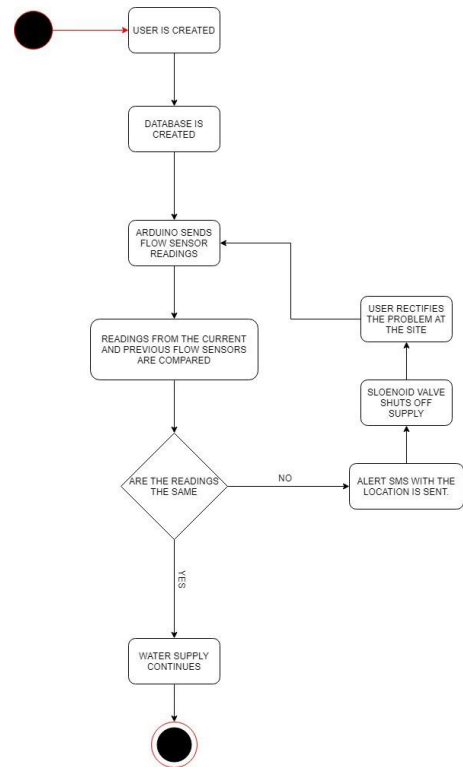 USER IS CREATED
DATABASE IS
CREATED
ARDUINO SENDS
FLOW SENSOR
READINGS
READINGS FROM THE CURRENT
AND PREVIOUS FLOW SENSORS
ARE COMPARED
ARE THE READINGS
THE SAME
NO
ALERT SMS WITH THE
LOCATION IS SENT.
SLOENOID VALVE
SHUTS OFF
SUPPLY
USER RECTIFIES
THE PROBLEM AT
THE SITE
YES
WATER SUPPLY
CONTINUES